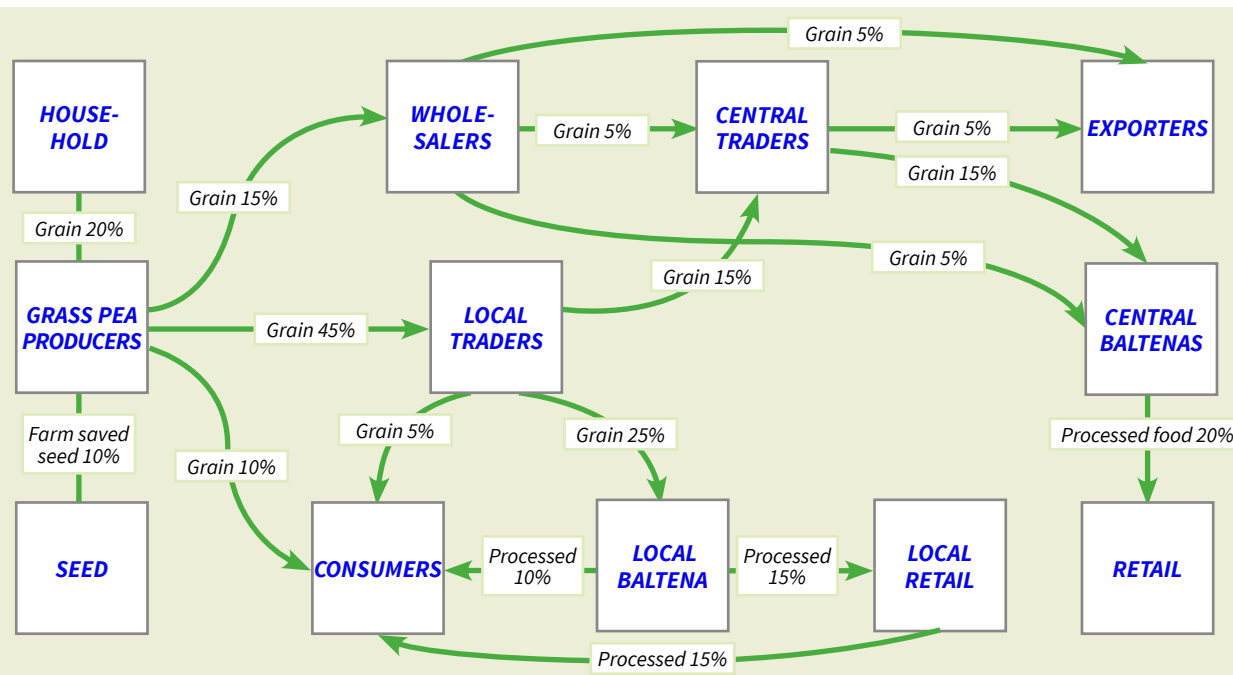 Grain 5%
HOUSE-
HOLD
WHOLE-
SALERS
Grain 5%
CENTRAL
TRADERS
Grain 5%
EXPORTERS
Grain 15%
Grain 15%
Grain 20%
Grain 5%
Grain 15%
GRASS PEA
PRODUCERS
Grain 45%
LOCAL
TRADERS
CENTRAL
BALTENAS
Farm saved
seed 10%
Grain 10%
Grain 5%
Grain 25%
Processed food 20%
SEED
CONSUMERS
Processed
10%
LOCAL
BALTENA
Processed
15%
LOCAL
RETAIL
RETAIL
Processed 15%